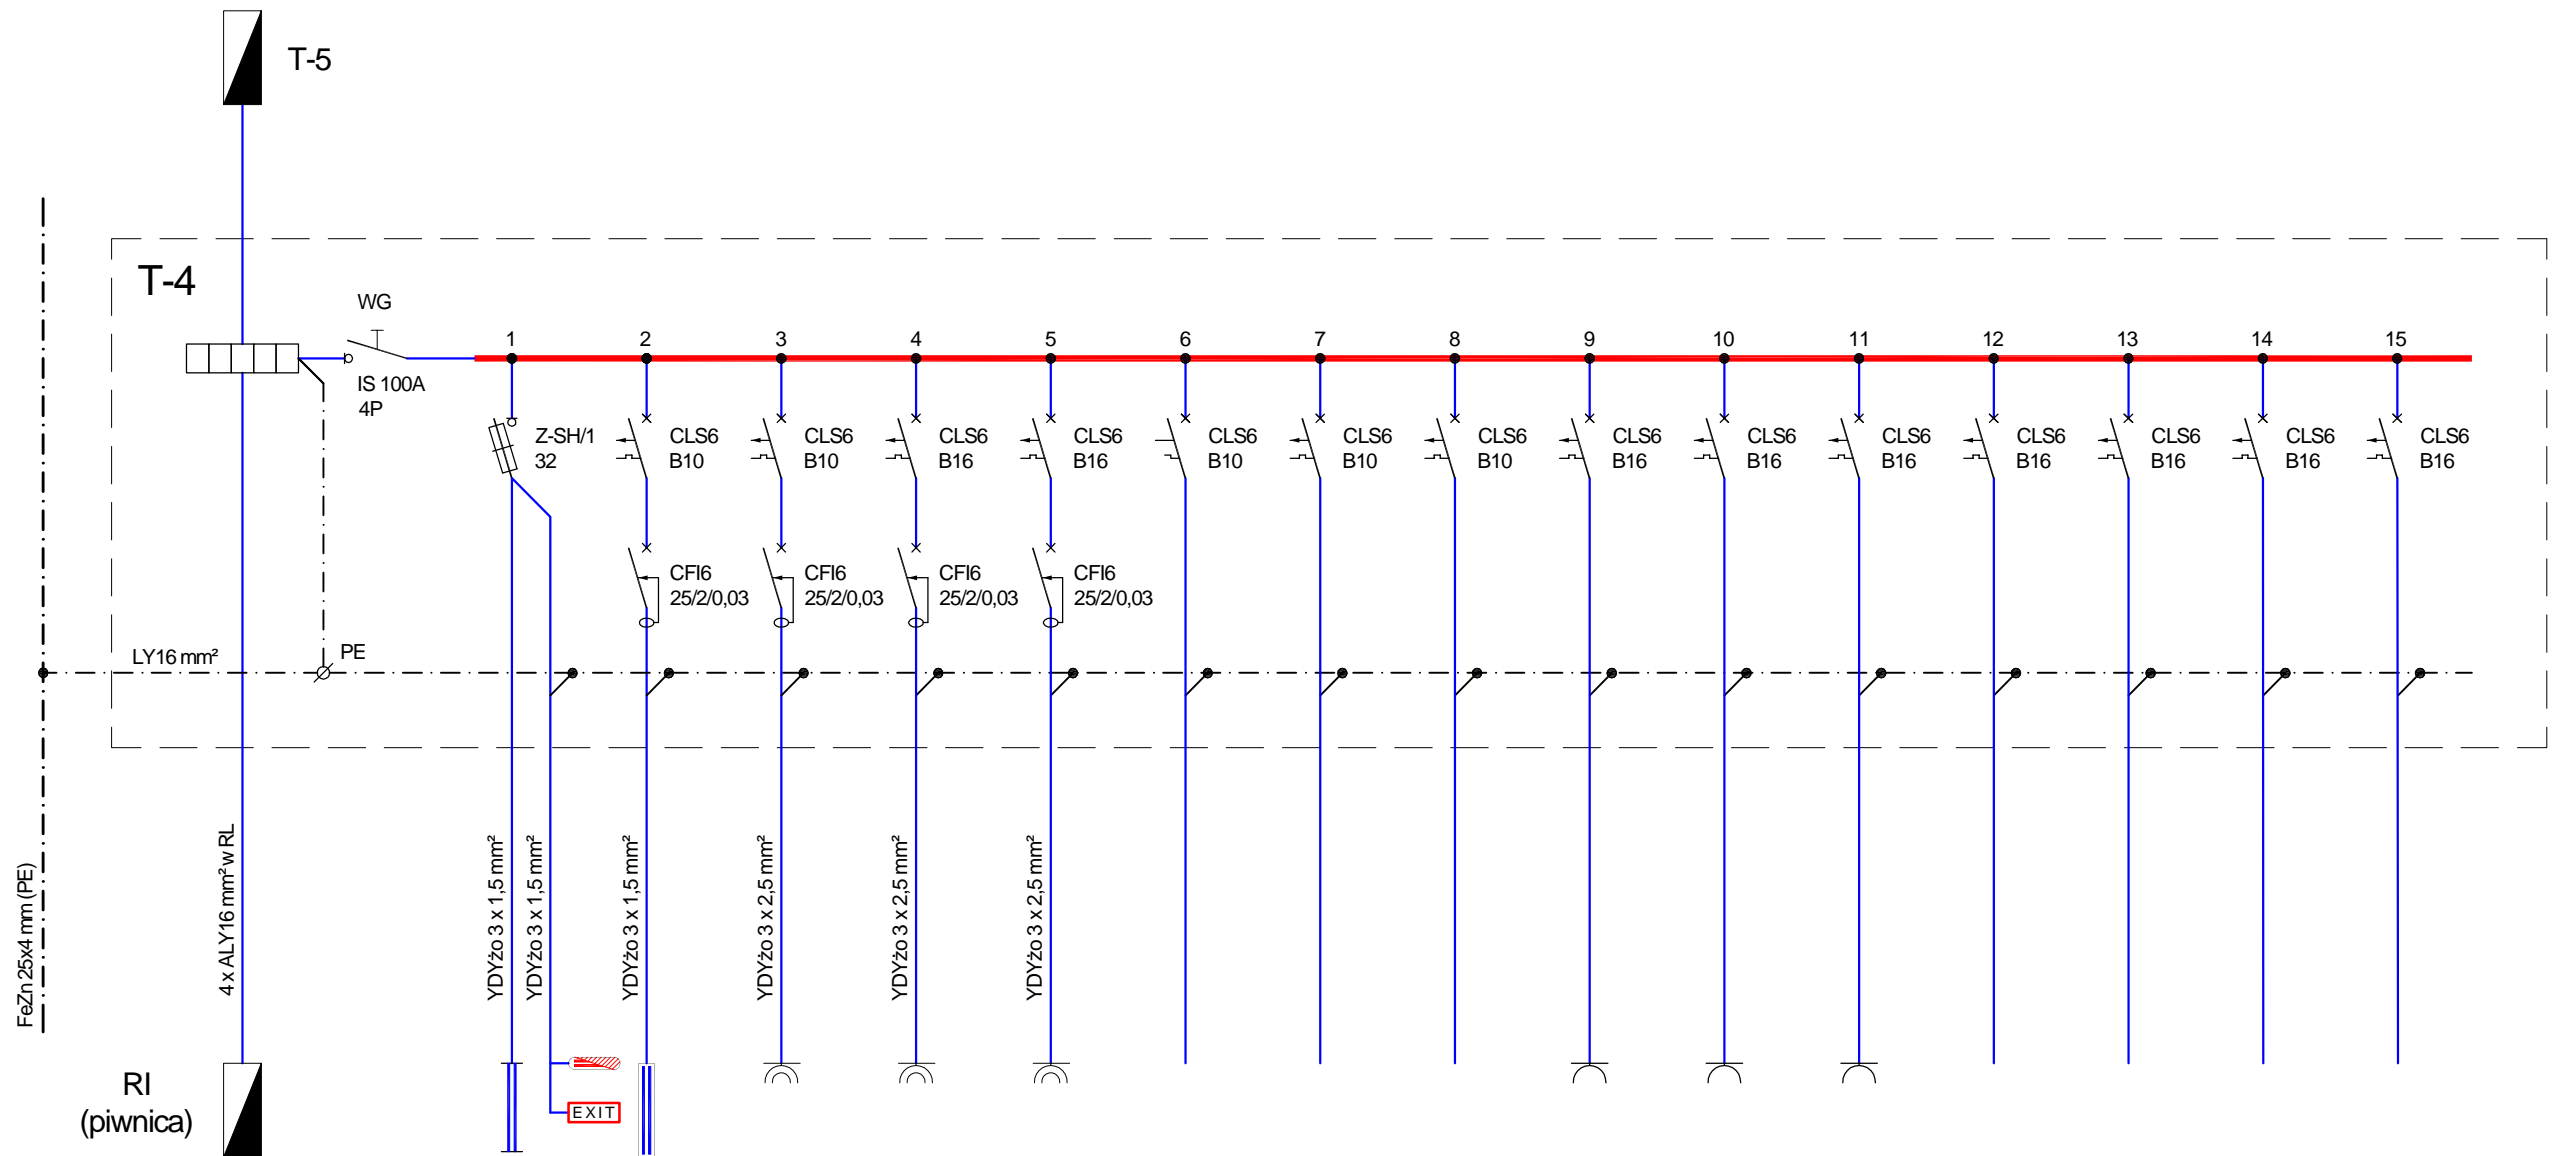 T-5
T-4
WG
IS 100A
4P
1
2
3
4
5
6
7
8
9
10
11
12
13
14
15
Z-SH/1
32
CLS6
B10
CLS6
B10
CLS6
B16
CLS6
B16
CLS6
B10
CLS6
B10
CLS6
B10
CLS6
B16
CLS6
B16
CLS6
B16
CLS6
B16
CLS6
B16
CLS6
B16
CLS6
B16
CFI6
25/2/0,03
CFI6
25/2/0,03
CFI6
25/2/0,03
CFI6
25/2/0,03
LY16 mm²
PE
FeZn 25x4 mm (PE)
4 x ALY16 mm² w RL
YDYżo 3 x 1,5 mm²
YDYżo 3 x 1,5 mm²
YDYżo 3 x 1,5 mm²
YDYżo 3 x 2,5 mm²
YDYżo 3 x 2,5 mm²
YDYżo 3 x 2,5 mm²
RI
(piwnica)
EXIT